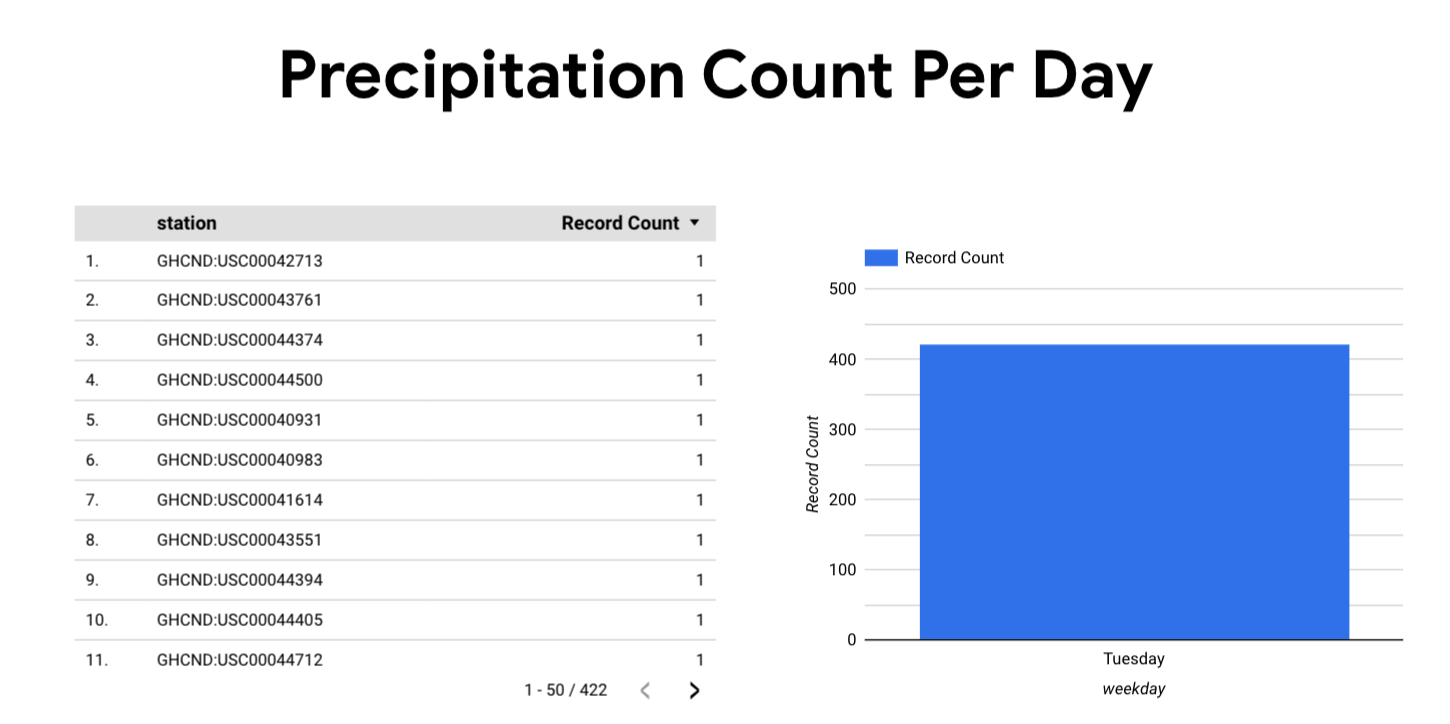 Precipitation Count Per Day
station Record Count
1. GHCND:USC00042713 1
2. GHCND:USC00043761 1
3. GHCND:USC00044374 1
4. GHCND:USC00044500 1
5. GHCND:USC00040931 1
6. GHCND:USC00040983 1
7. GHCND:USC00041614 1
8. GHCND:USC00043551 1
9. GHCND:USC00044394 1
10. GHCND:USC00044405 1
11. GHCND:USC00044712 1
1 - 50 / 422
Record Count
500
400
300
200
100
0
Record Count
Tuesday
weekday